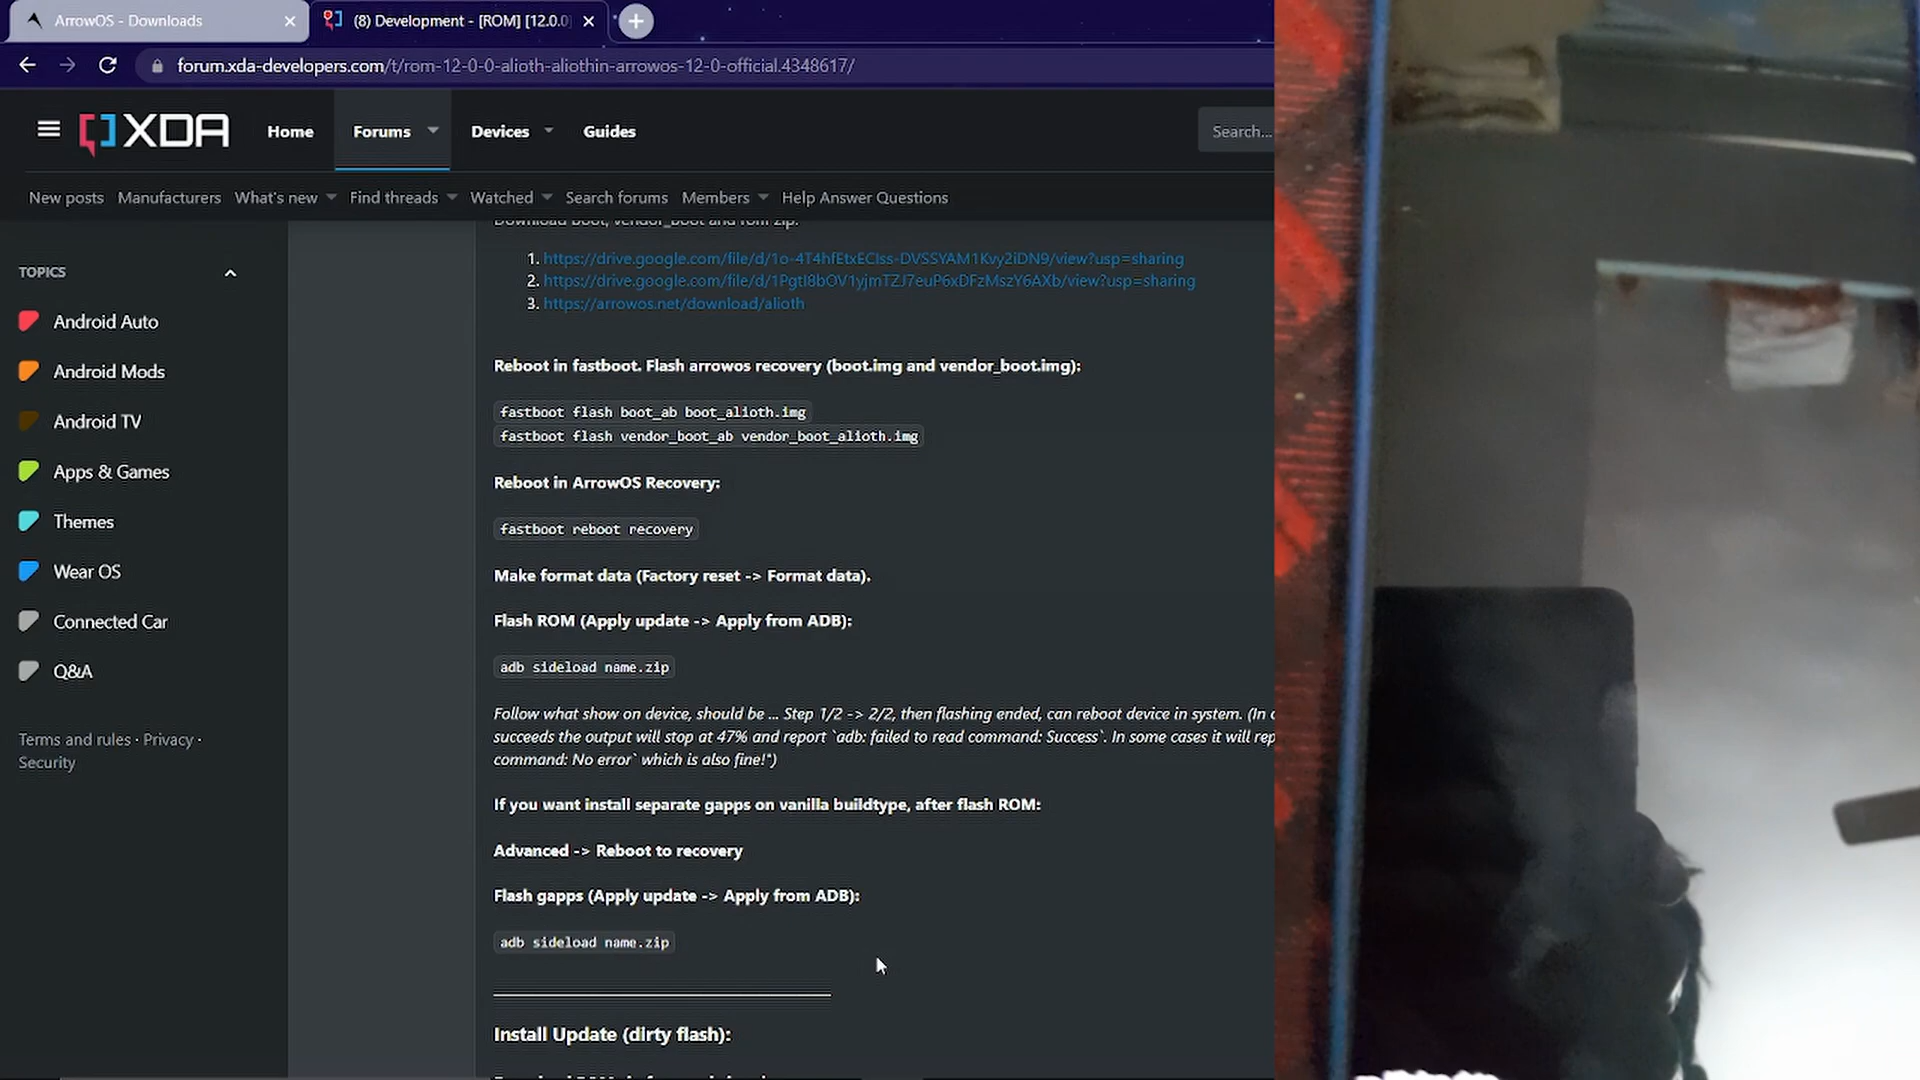 ArrowOS - Downloads
(8) Development - [ROM] [12.0.0]
forum.xda-developers.com/t/rom-12-0-0-alioth-aliothin-arrowos-12-0-official.4348617/
XDA
Home
Forums
Devices
Guides
Search...
New posts
Manufacturers
What's new
Find threads
Watched
Search forums
Members
Help Answer Questions
TOPICS
Android Auto
Android Mods
Android TV
Apps & Games
Themes
Wear OS
Connected Car
Q&A
Terms and rules · Privacy ·
Security
Download boot, vendor_boot and rom zip.
1. https://drive.google.com/file/d/1o-4T4hfEtxECIss-DVSSYAM1Kvy2iDN9/view?usp=sharing
2. https://drive.google.com/file/d/1PgtI8bOV1yjmTZJ7euP6xDFzMszY6AXb/view?usp=sharing
3. https://arrowos.net/download/alioth
Reboot in fastboot. Flash arrowos recovery (boot.img and vendor_boot.img):
fastboot flash boot_ab boot_alioth.img
fastboot flash vendor_boot_ab vendor_boot_alioth.img
Reboot in ArrowOS Recovery:
fastboot reboot recovery
Make format data (Factory reset -> Format data).
Flash ROM (Apply update -> Apply from ADB):
adb sideload name.zip
Follow what show on device, should be ... Step 1/2 -> 2/2, then flashing ended, can reboot device in system. (In
succeeds the output will stop at 47% and report `adb: failed to read command: Success`. In some cases it will
command: No error` which is also fine!")
If you want install separate gapps on vanilla buildtype, after flash ROM:
Advanced -> Reboot to recovery
Flash gapps (Apply update -> Apply from ADB):
adb sideload name.zip
Install Update (dirty flash):